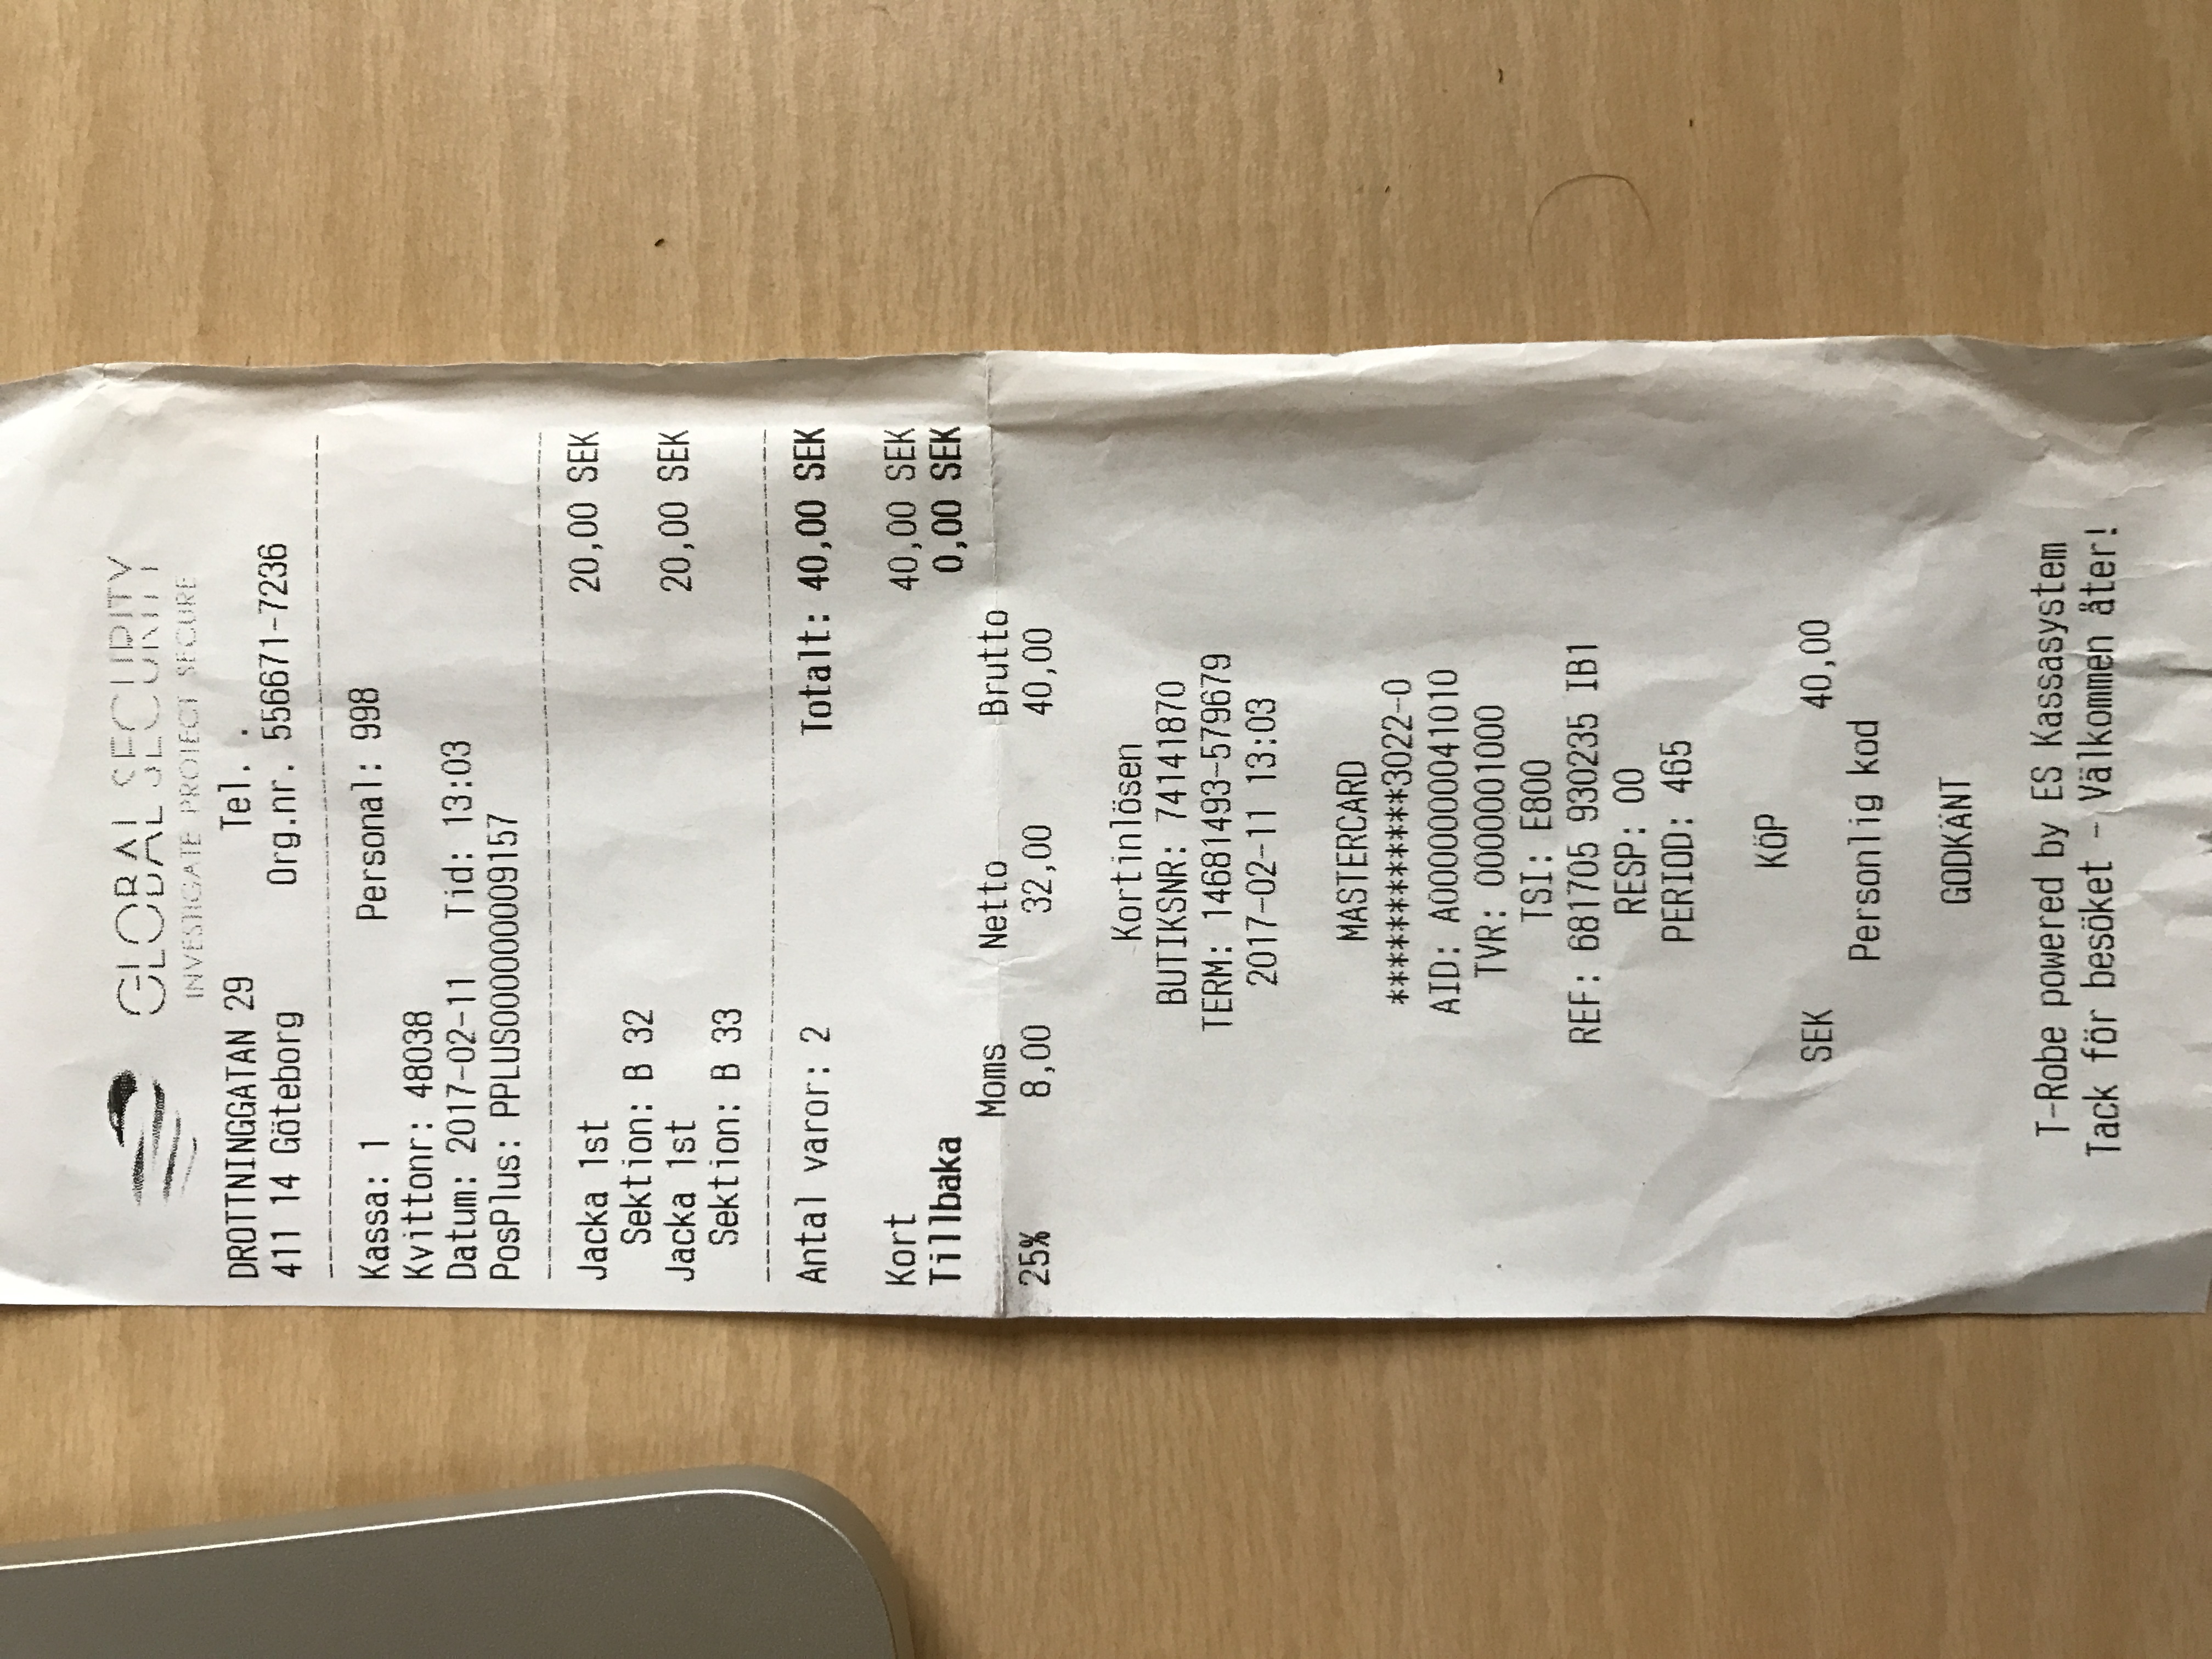 GLOBAL SECURITY
INVESTIGATE PROTECT SECURE
DROTTNINGGATAN 29 Tel. .
411 14 Göteborg Org.nr. 556671-7236
Kassa: 1 Personal: 998
Kvittonr: 48038
Datum: 2017-02-11 Tid: 13:03
PosPlus: PPLUS000000009157
Jacka 1st 20,00 SEK
Sektion: B 32
Jacka 1st 20,00 SEK
Sektion: B 33
Antal varor: 2 Totalt: 40,00 SEK
Kort 40,00 SEK
Tillbaka 0,00 SEK
Moms Netto Brutto
25% 8,00 32,00 40,00
Kortinlösen
BUTIKSNR: 74141870
TERM: 14681493-579679
2017-02-11 13:03
MASTERCARD
************3022-0
AID: A0000000041010
TVR: 0000001000
TSI: E800
REF: 681705 930235 IB1
RESP: 00
PERIOD: 465
KÖP
SEK 40,00
Personlig kod
GODKÄNT
T-Robe powered by ES Kassasystem
Tack för besöket - Välkommen åter!